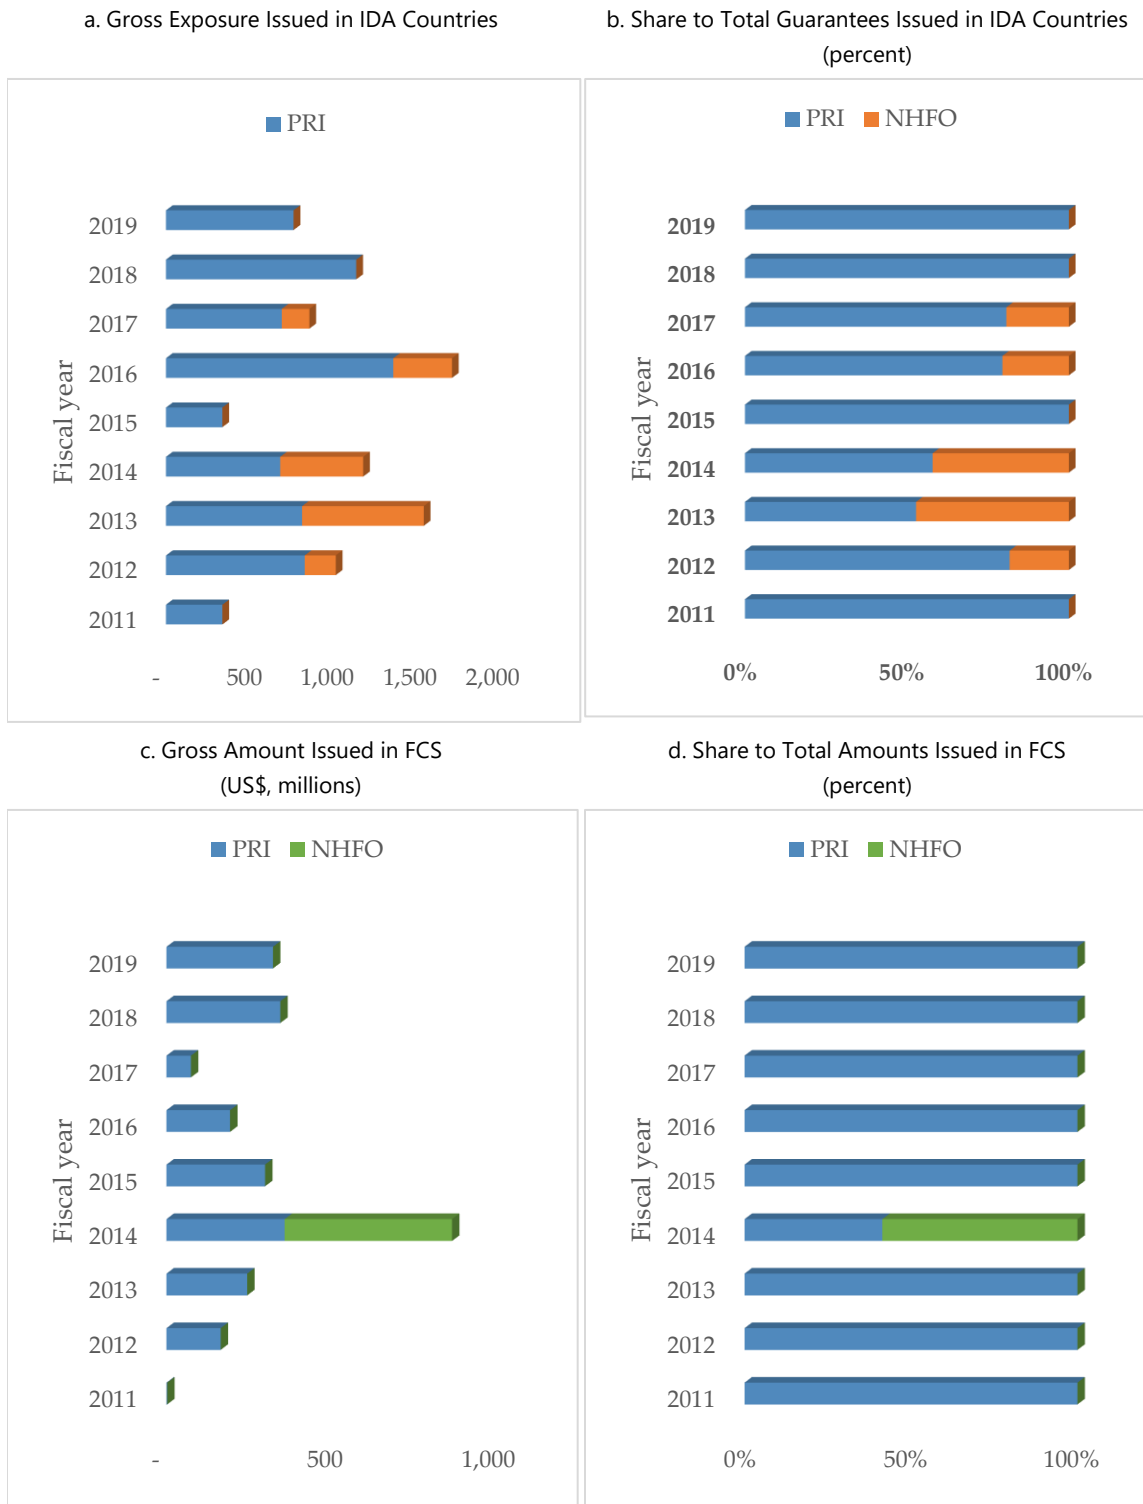 a. Gross Exposure Issued in IDA Countries
PRI
Fiscal year
2019
2018
2017
2016
2015
2014
2013
2012
2011
- 500 1,000 1,500 2,000
b. Share to Total Guarantees Issued in IDA Countries
(percent)
PRI NHFO
Fiscal year
2019
2018
2017
2016
2015
2014
2013
2012
2011
0% 50% 100%
c. Gross Amount Issued in FCS
(US$, millions)
PRI NHFO
Fiscal year
2019
2018
2017
2016
2015
2014
2013
2012
2011
- 500 1,000
d. Share to Total Amounts Issued in FCS
(percent)
PRI NHFO
Fiscal year
2019
2018
2017
2016
2015
2014
2013
2012
2011
0% 50% 100%